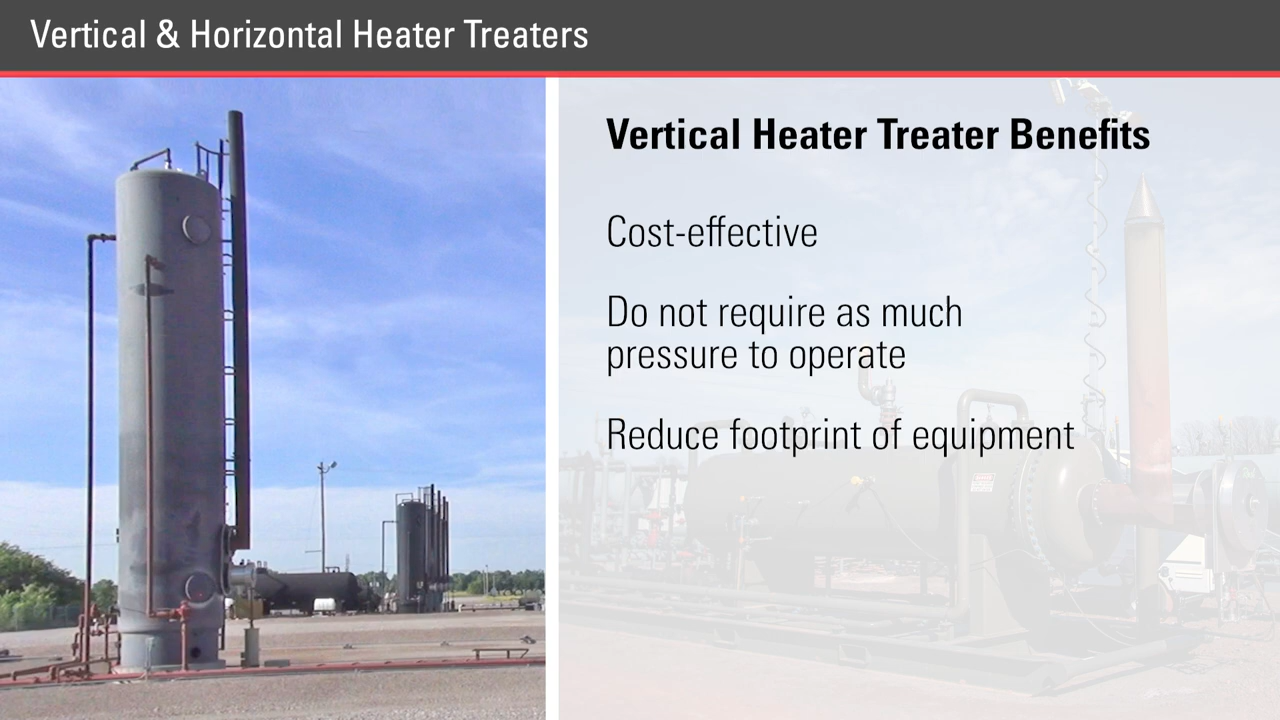 Vertical & Horizontal Heater Treaters
Vertical Heater Treater Benefits
Cost-effective
Do not require as much
pressure to operate
Reduce footprint of equipment